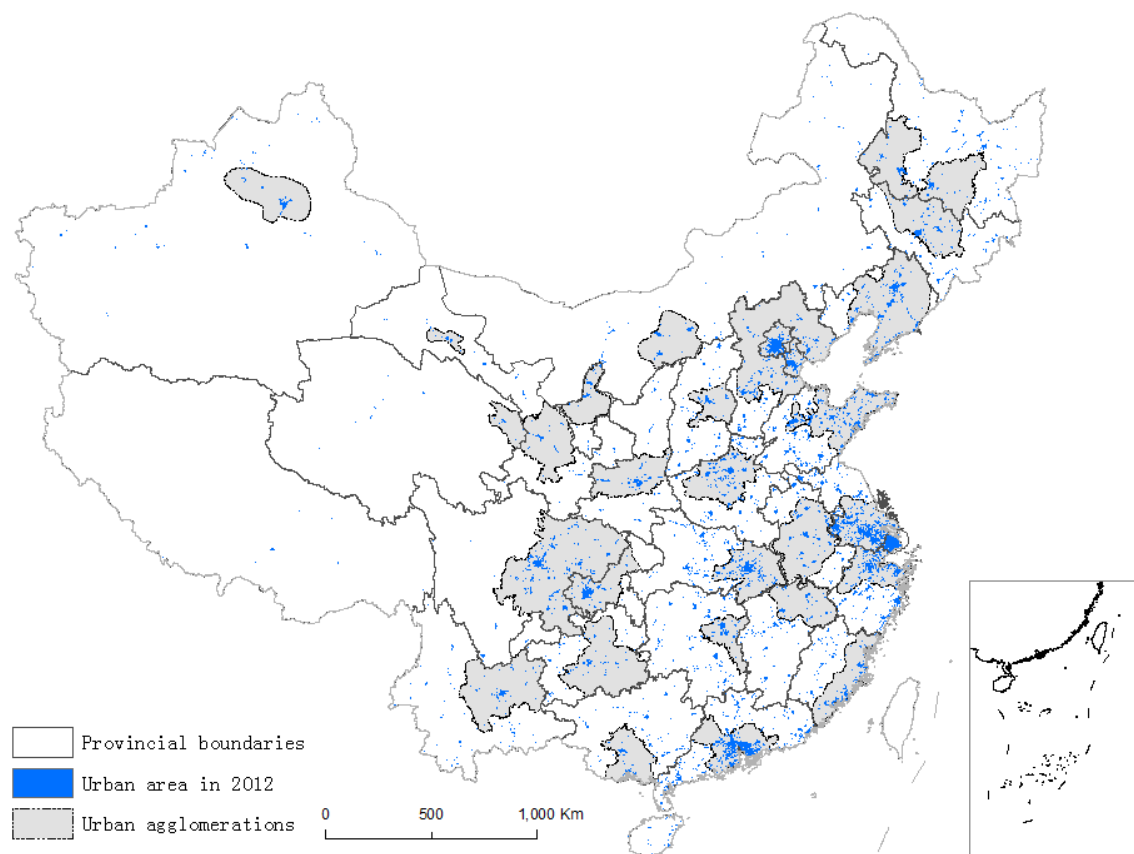 Provincial boundaries
Urban area in 2012
Urban agglomerations
0 500 1,000 Km